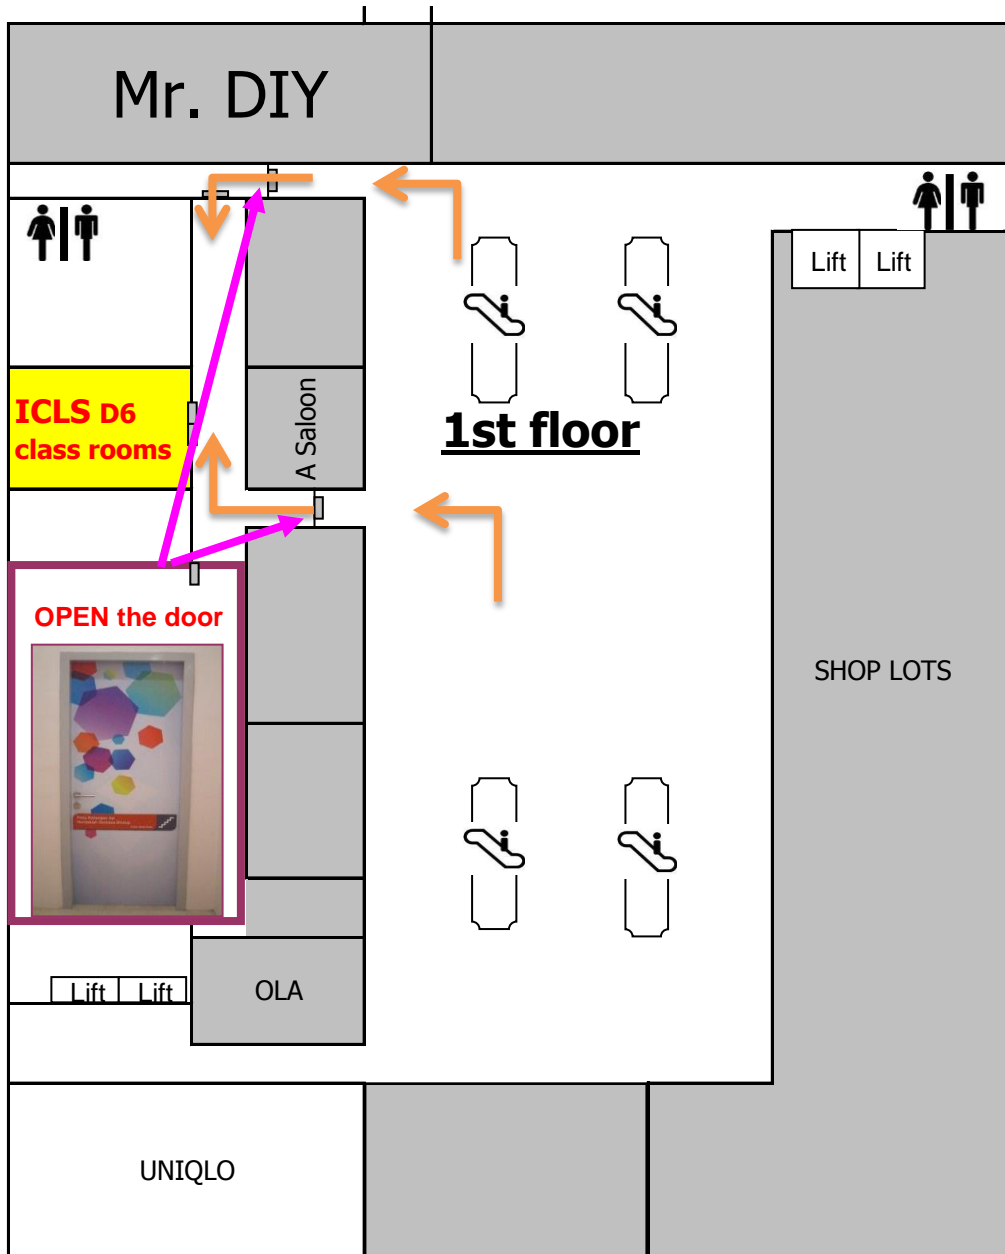 Mr. DIY
Lift
Lift
ICLS D6
class rooms
A Saloon
1st floor
OPEN the door
SHOP LOTS
Lift
Lift
OLA
UNIQLO